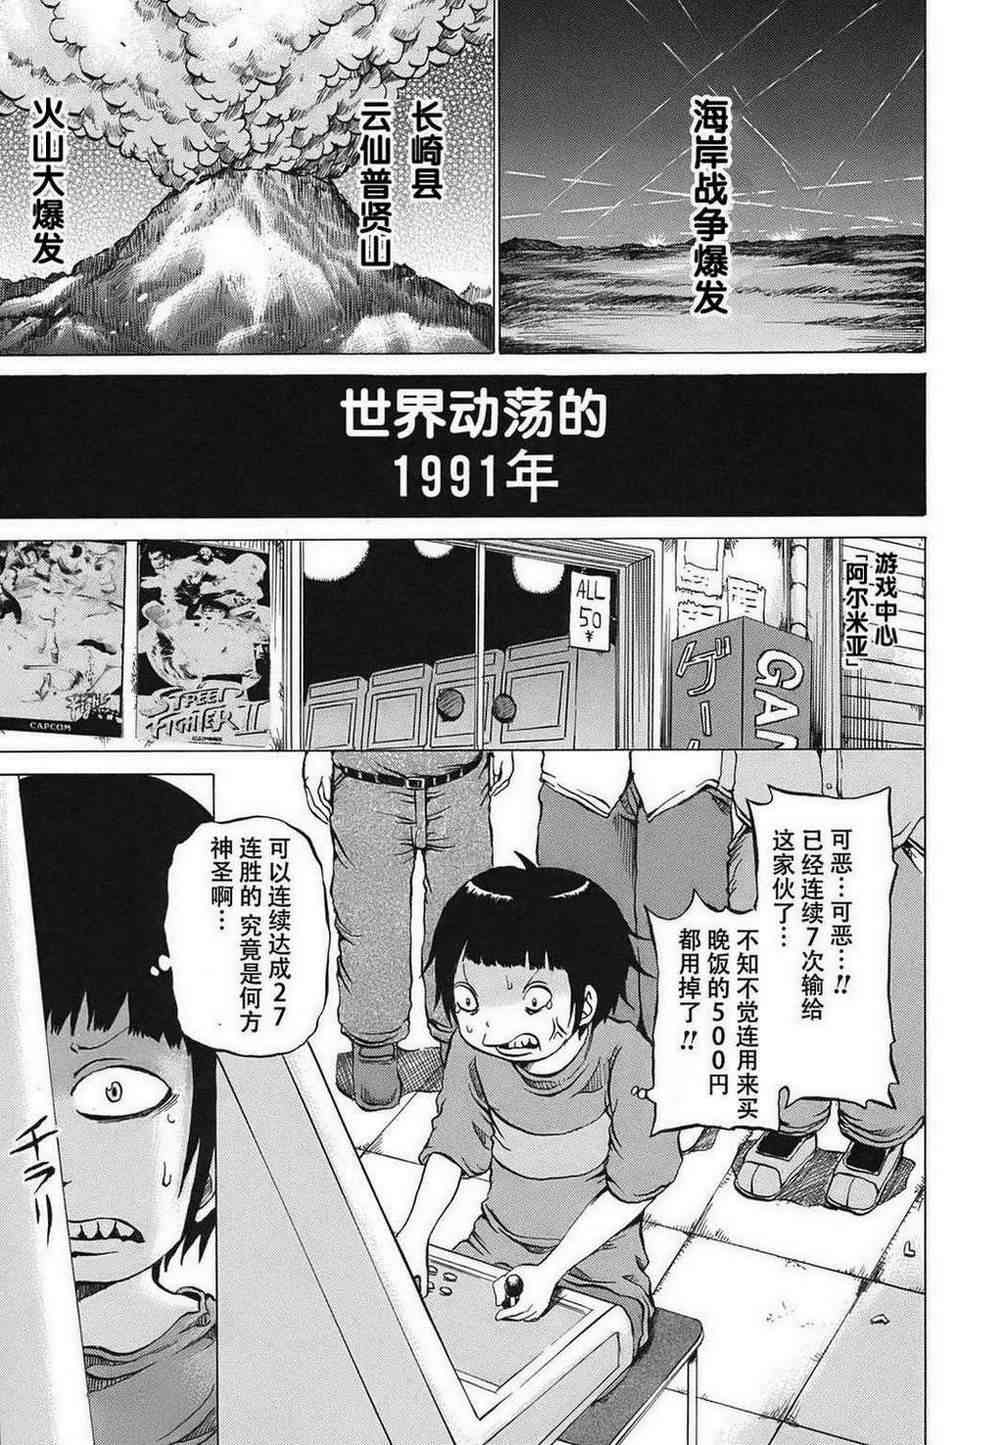 海岸战争爆发
长崎县
云仙普贤山
火山大爆发
世界动荡的
1991年
游戏中心
「阿尔米亚」
ALL
50
¥
ゲー
GAM
STREET
FIGHTER II
CAPCOM
可恶…可恶…!!
已经连续7次输给
这家伙了…
不知不觉连用来买
晚饭的500円
都用掉了!!
可以连续达成27
连胜的 究竟是何方
神圣啊…
チラリ